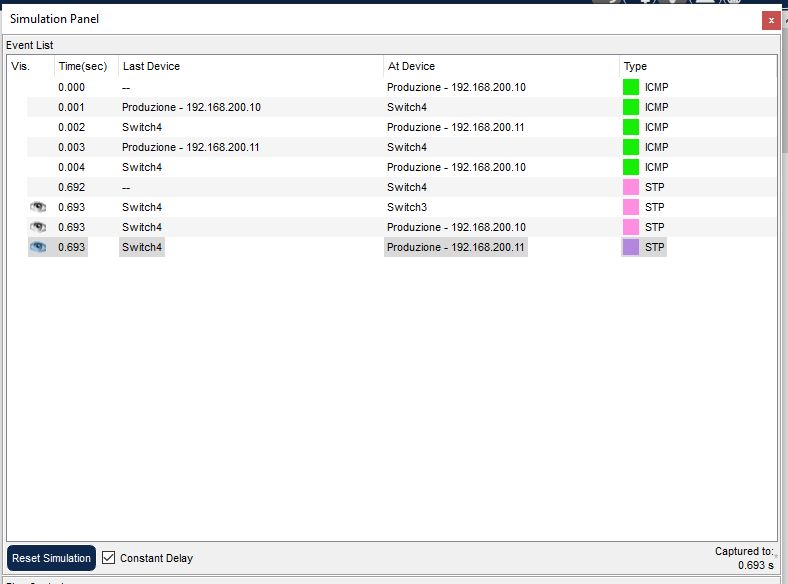 Simulation Panel
x
Event List
Vis. Time(sec) Last Device At Device Type
0.000 -- Produzione - 192.168.200.10 ICMP
0.001 Produzione - 192.168.200.10 Switch4 ICMP
0.002 Switch4 Produzione - 192.168.200.11 ICMP
0.003 Produzione - 192.168.200.11 Switch4 ICMP
0.004 Switch4 Produzione - 192.168.200.10 ICMP
0.692 -- Switch4 STP
0.693 Switch4 Switch3 STP
0.693 Switch4 Produzione - 192.168.200.10 STP
0.693 Switch4 Produzione - 192.168.200.11 STP
Reset Simulation Constant Delay Captured to:
0.693 s